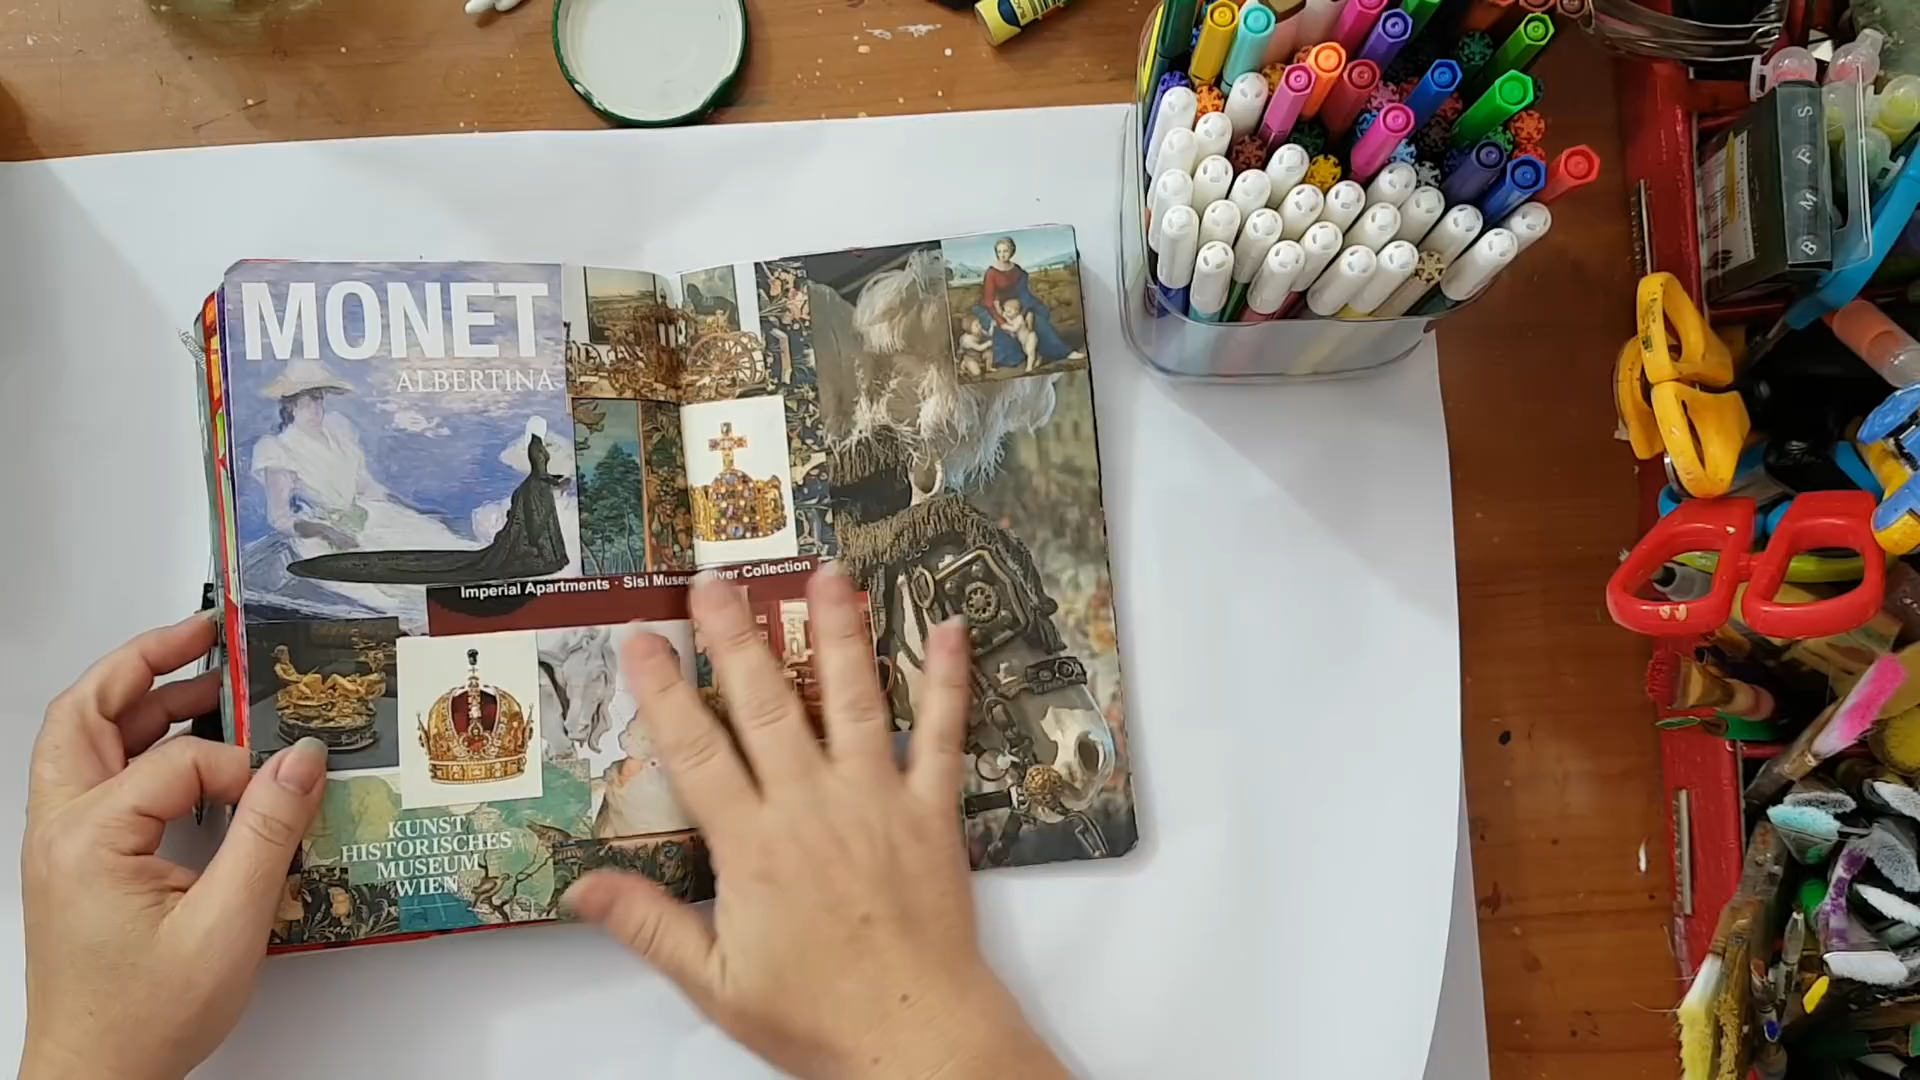 MONET
ALBERTINA
Imperial Apartments · Sisi Museum Silver Collection
KUNST
HISTORISCHES
MUSEUM
WIEN
S
F
M
B